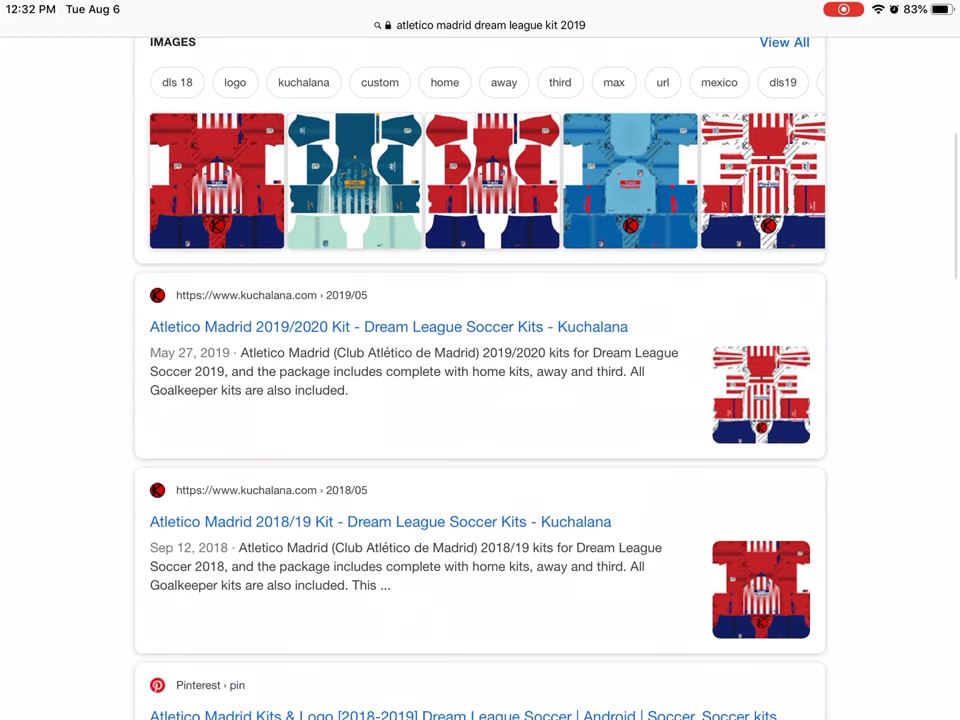 12:32 PM Tue Aug 6
83%
atletico madrid dream league kit 2019
IMAGES
View All
dls 18
logo
kuchalana
custom
home
away
third
max
url
mexico
dls19
https://www.kuchalana.com › 2019/05
Atletico Madrid 2019/2020 Kit - Dream League Soccer Kits - Kuchalana
May 27, 2019 · Atletico Madrid (Club Atlético de Madrid) 2019/2020 kits for Dream League
Soccer 2019, and the package includes complete with home kits, away and third. All
Goalkeeper kits are also included.
https://www.kuchalana.com › 2018/05
Atletico Madrid 2018/19 Kit - Dream League Soccer Kits - Kuchalana
Sep 12, 2018 · Atletico Madrid (Club Atlético de Madrid) 2018/19 kits for Dream League
Soccer 2018, and the package includes complete with home kits, away and third. All
Goalkeeper kits are also included. This ...
Pinterest › pin
Atletico Madrid Kits & Logo [2018-2019] Dream League Soccer | Android | Soccer, Soccer kits